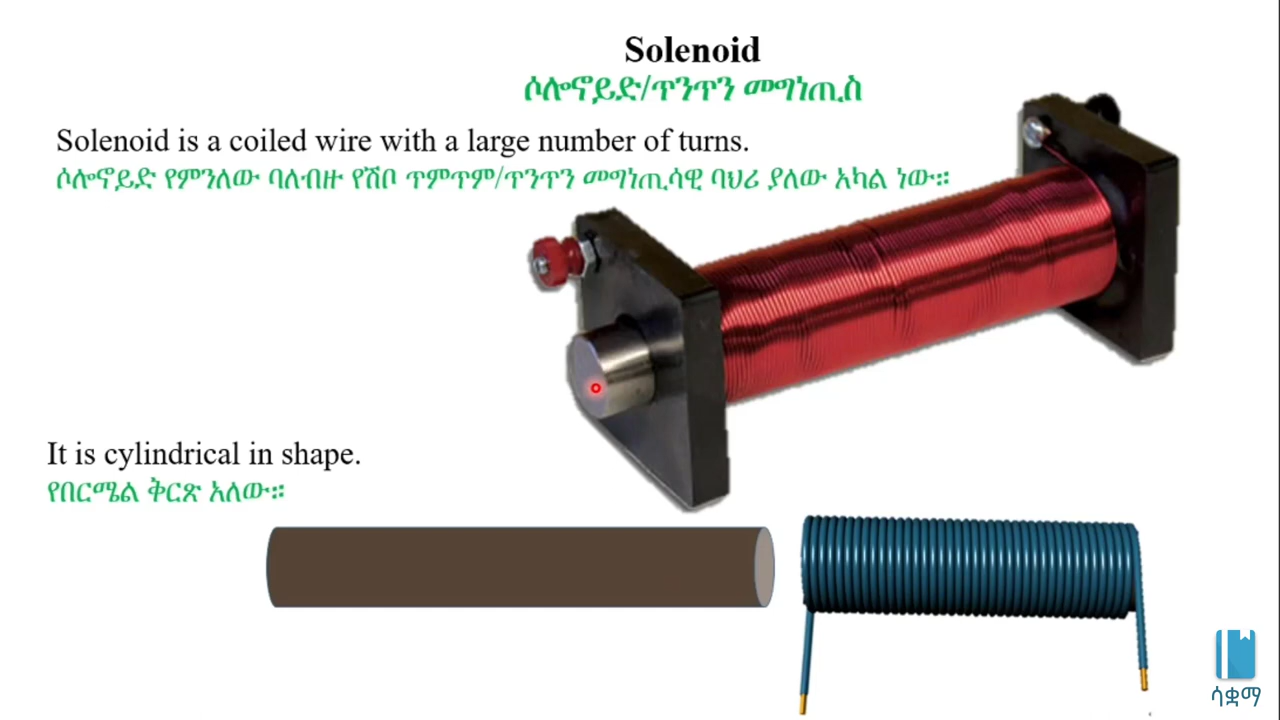 Solenoid
ሶሎኖይድ/ጥንጥን መግነጢስ
Solenoid is a coiled wire with a large number of turns.
ሶሎኖይድ የምንለው ባለብዙ የሽቦ ጥምጥም/ጥንጥን መግነጢሳዊ ባህሪ ያለው አካል ነው።
It is cylindrical in shape.
የበርሜል ቅርጽ አለው።
ሳቋማ